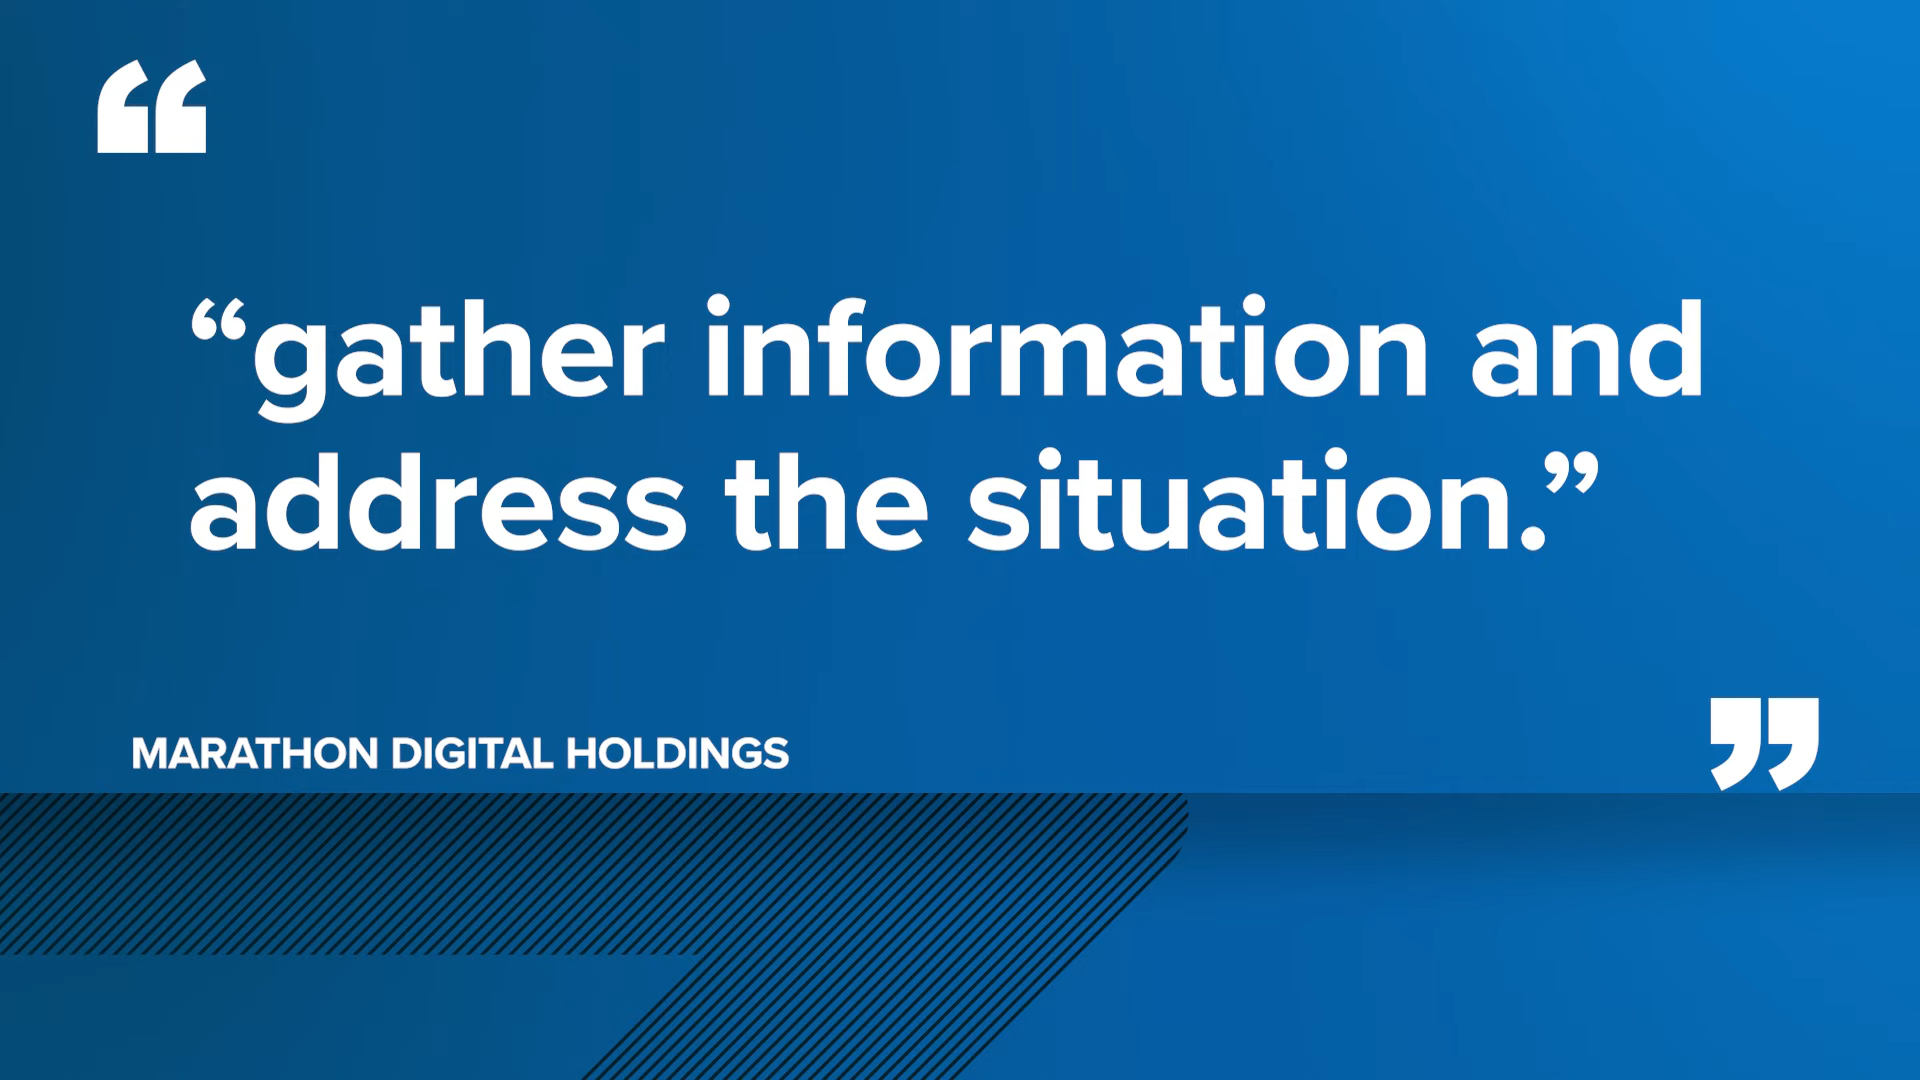 “gather information and
address the situation.”
MARATHON DIGITAL HOLDINGS